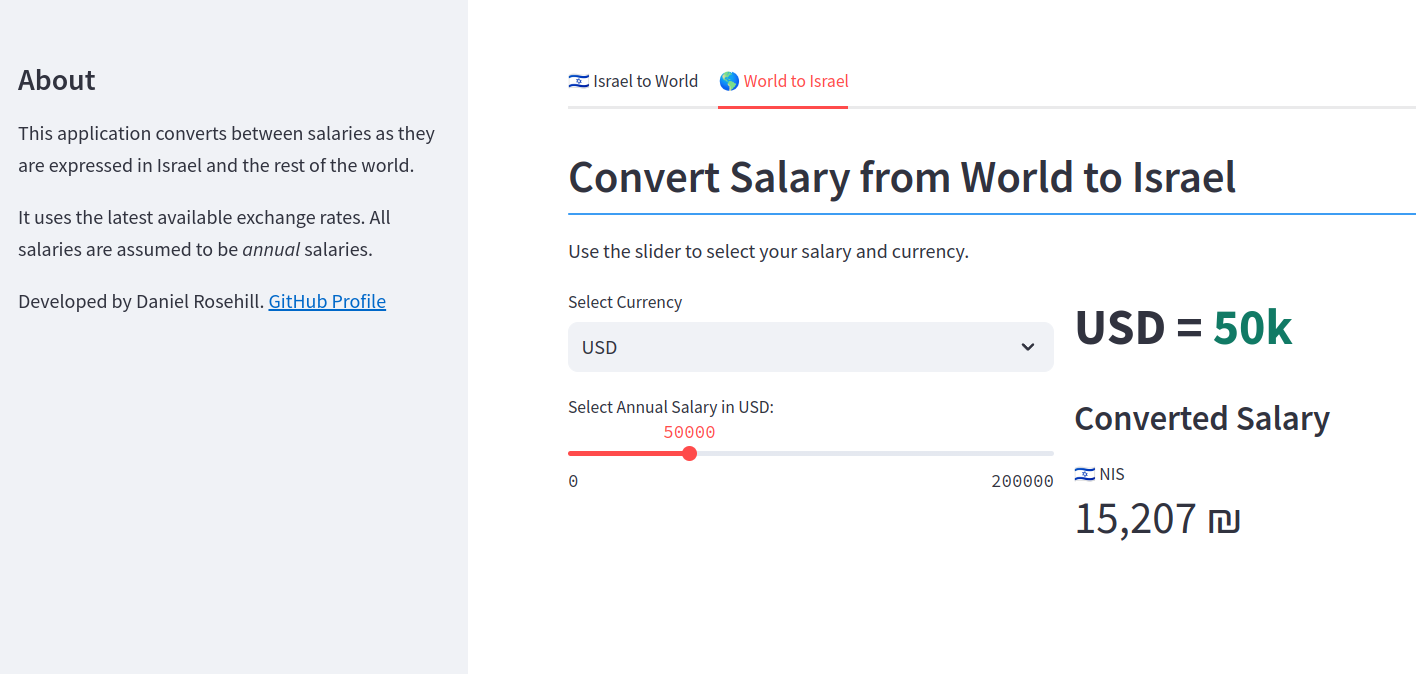 About
This application converts between salaries as they
are expressed in Israel and the rest of the world.
It uses the latest available exchange rates. All
salaries are assumed to be annual salaries.
Developed by Daniel Rosehill. GitHub Profile
🇮🇱 Israel to World 🌎 World to Israel
Convert Salary from World to Israel
Use the slider to select your salary and currency.
Select Currency
USD
Select Annual Salary in USD:
50000
0 200000
USD = 50k
Converted Salary
🇮🇱 NIS
15,207 ₪